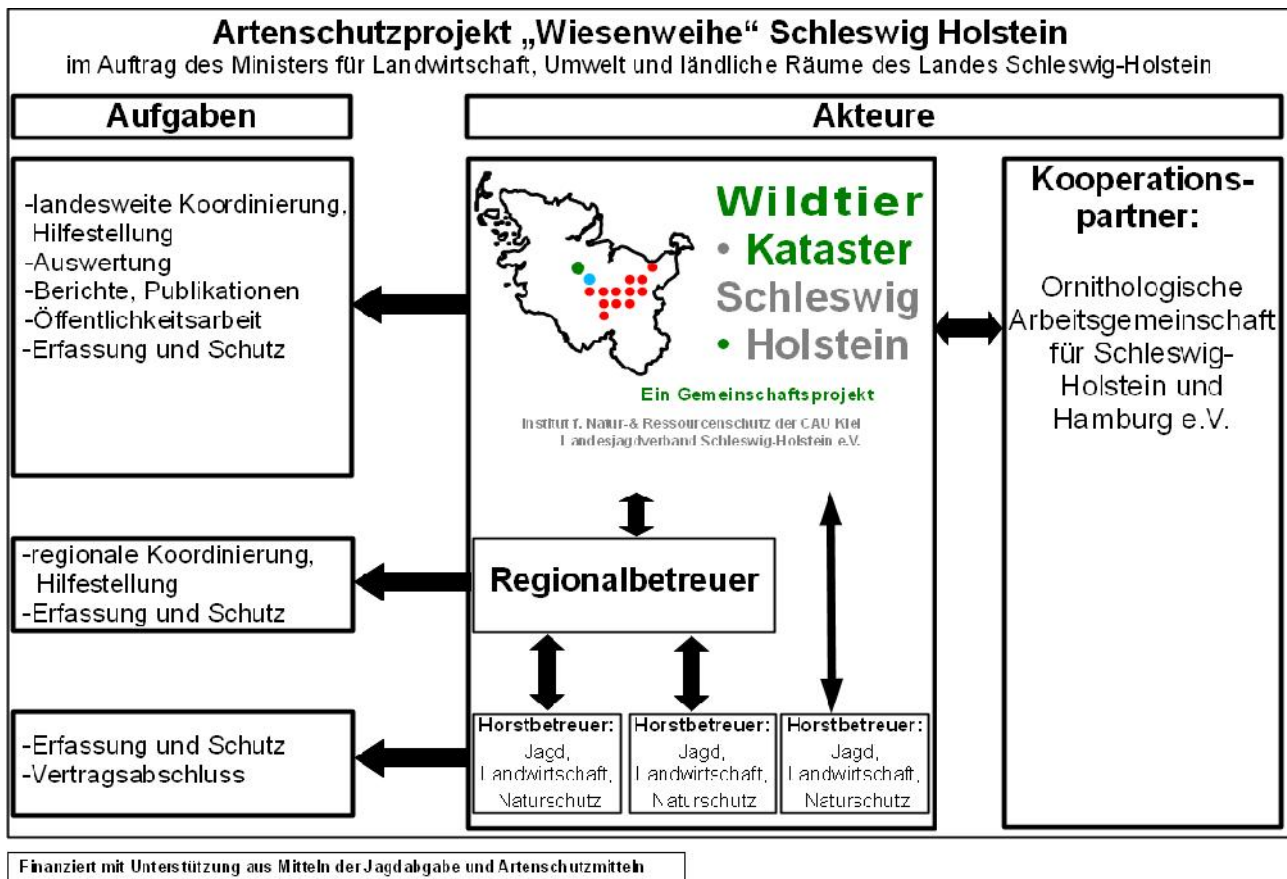 Artenschutzprojekt „Wiesenweihe“ Schleswig Holstein
im Auftrag des Ministers für Landwirtschaft, Umwelt und ländliche Räume des Landes Schleswig-Holstein
Aufgaben
Akteure
-landesweite Koordinierung,
Hilfestellung
-Auswertung
-Berichte, Publikationen
-Öffentlichkeitsarbeit
-Erfassung und Schutz
Wildtier
• Kataster
Schleswig
• Holstein
Ein Gemeinschaftsprojekt
Institut f. Natur-& Ressourcenschutz der CAU Kiel
Landesjagdverband Schleswig-Holstein e.V.
Kooperations-
partner:
Ornithologische
Arbeitsgemeinschaft
für Schleswig-
Holstein und
Hamburg e.V.
-regionale Koordinierung,
Hilfestellung
-Erfassung und Schutz
Regionalbetreuer
-Erfassung und Schutz
-Vertragsabschluss
Horstbetreuer:
Jagd,
Landwirtschaft,
Naturschutz
Horstbetreuer:
Jagd,
Landwirtschaft,
Naturschutz
Horstbetreuer:
Jagd,
Landwirtschaft,
Naturschutz
Finanziert mit Unterstützung aus Mitteln der Jagdabgabe und Artenschutzmitteln